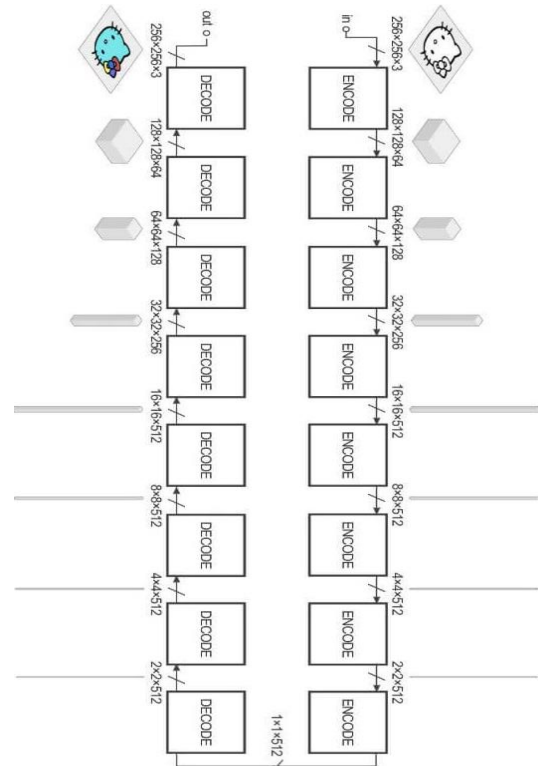 256×256×3 128×128×64 64×64×128 32×32×256 16×16×512 8×8×512 4×4×512 2×2×512
in
ENCODE ENCODE ENCODE ENCODE ENCODE ENCODE ENCODE ENCODE
1×1×512
out
DECODE DECODE DECODE DECODE DECODE DECODE DECODE DECODE
256×256×3 128×128×64 64×64×128 32×32×256 16×16×512 8×8×512 4×4×512 2×2×512